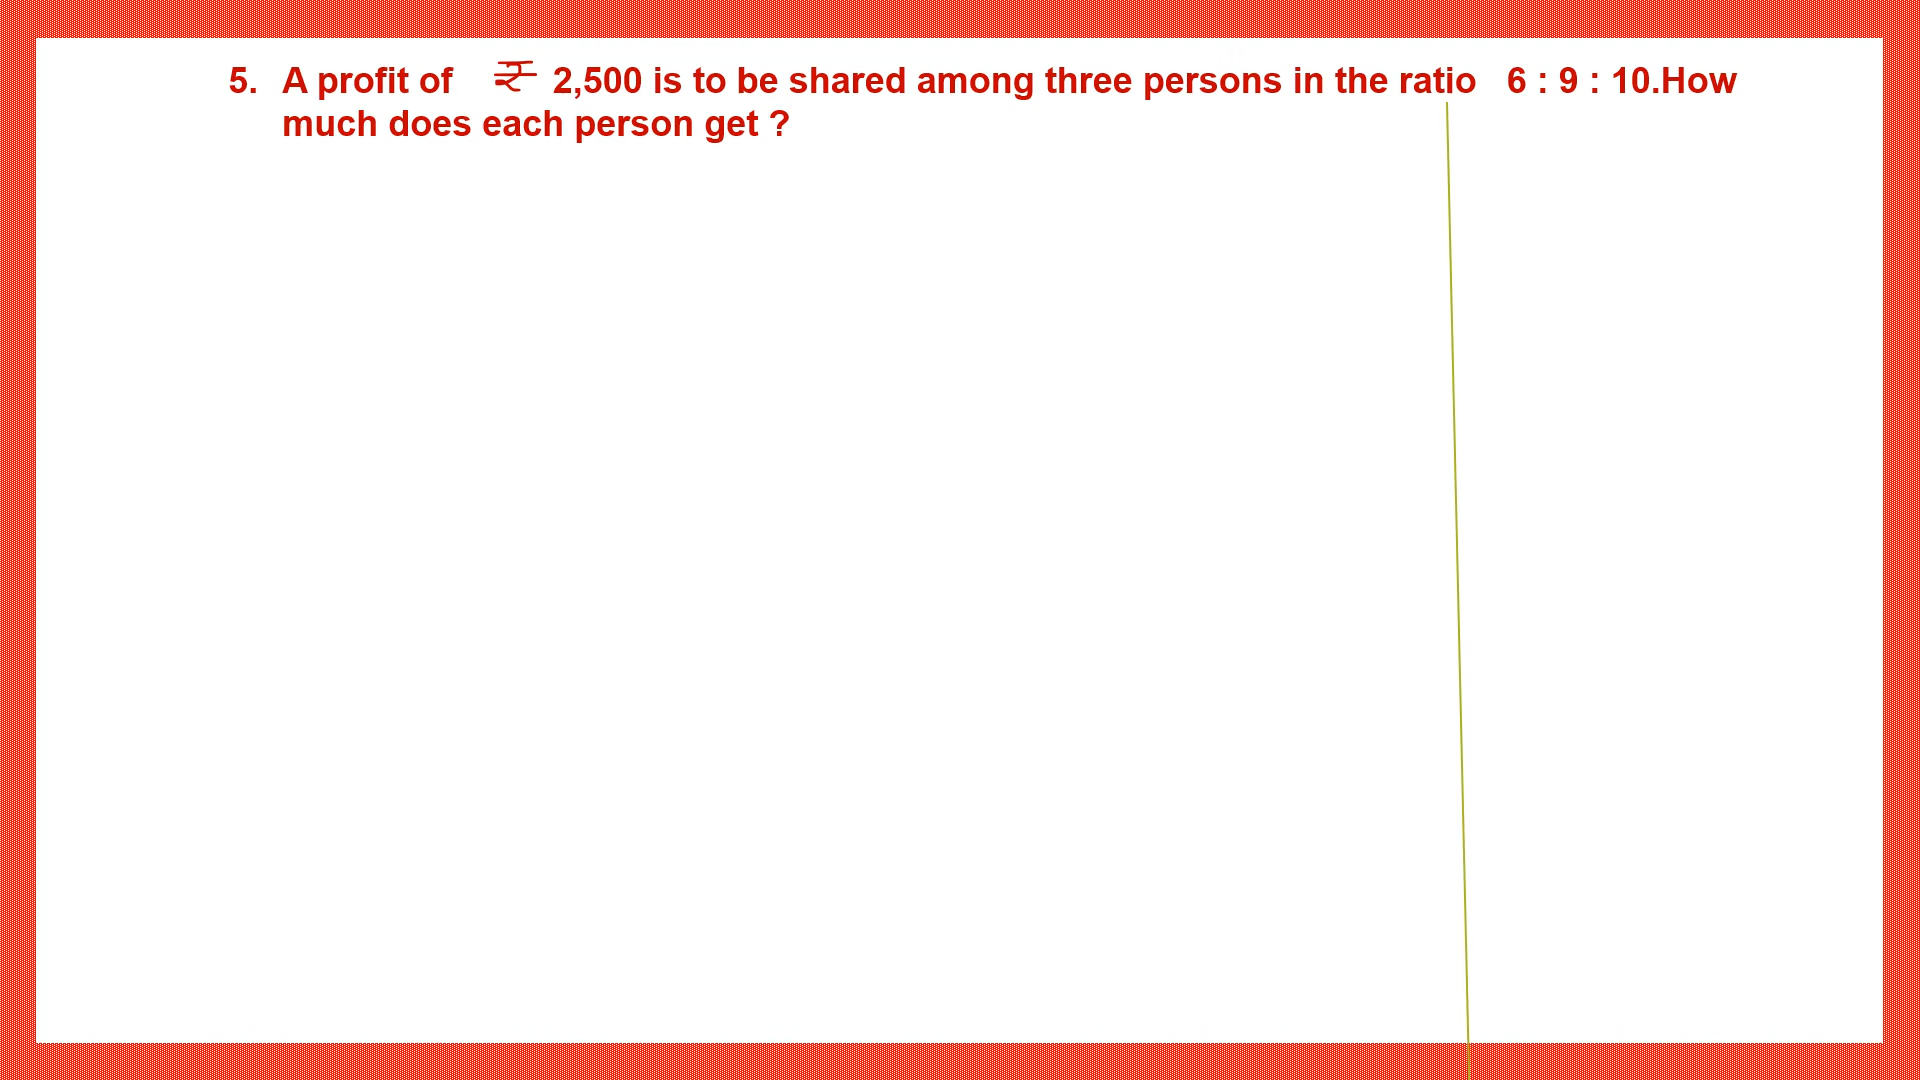 5. A profit of ₹ 2,500 is to be shared among three persons in the ratio 6 : 9 : 10.How
much does each person get ?